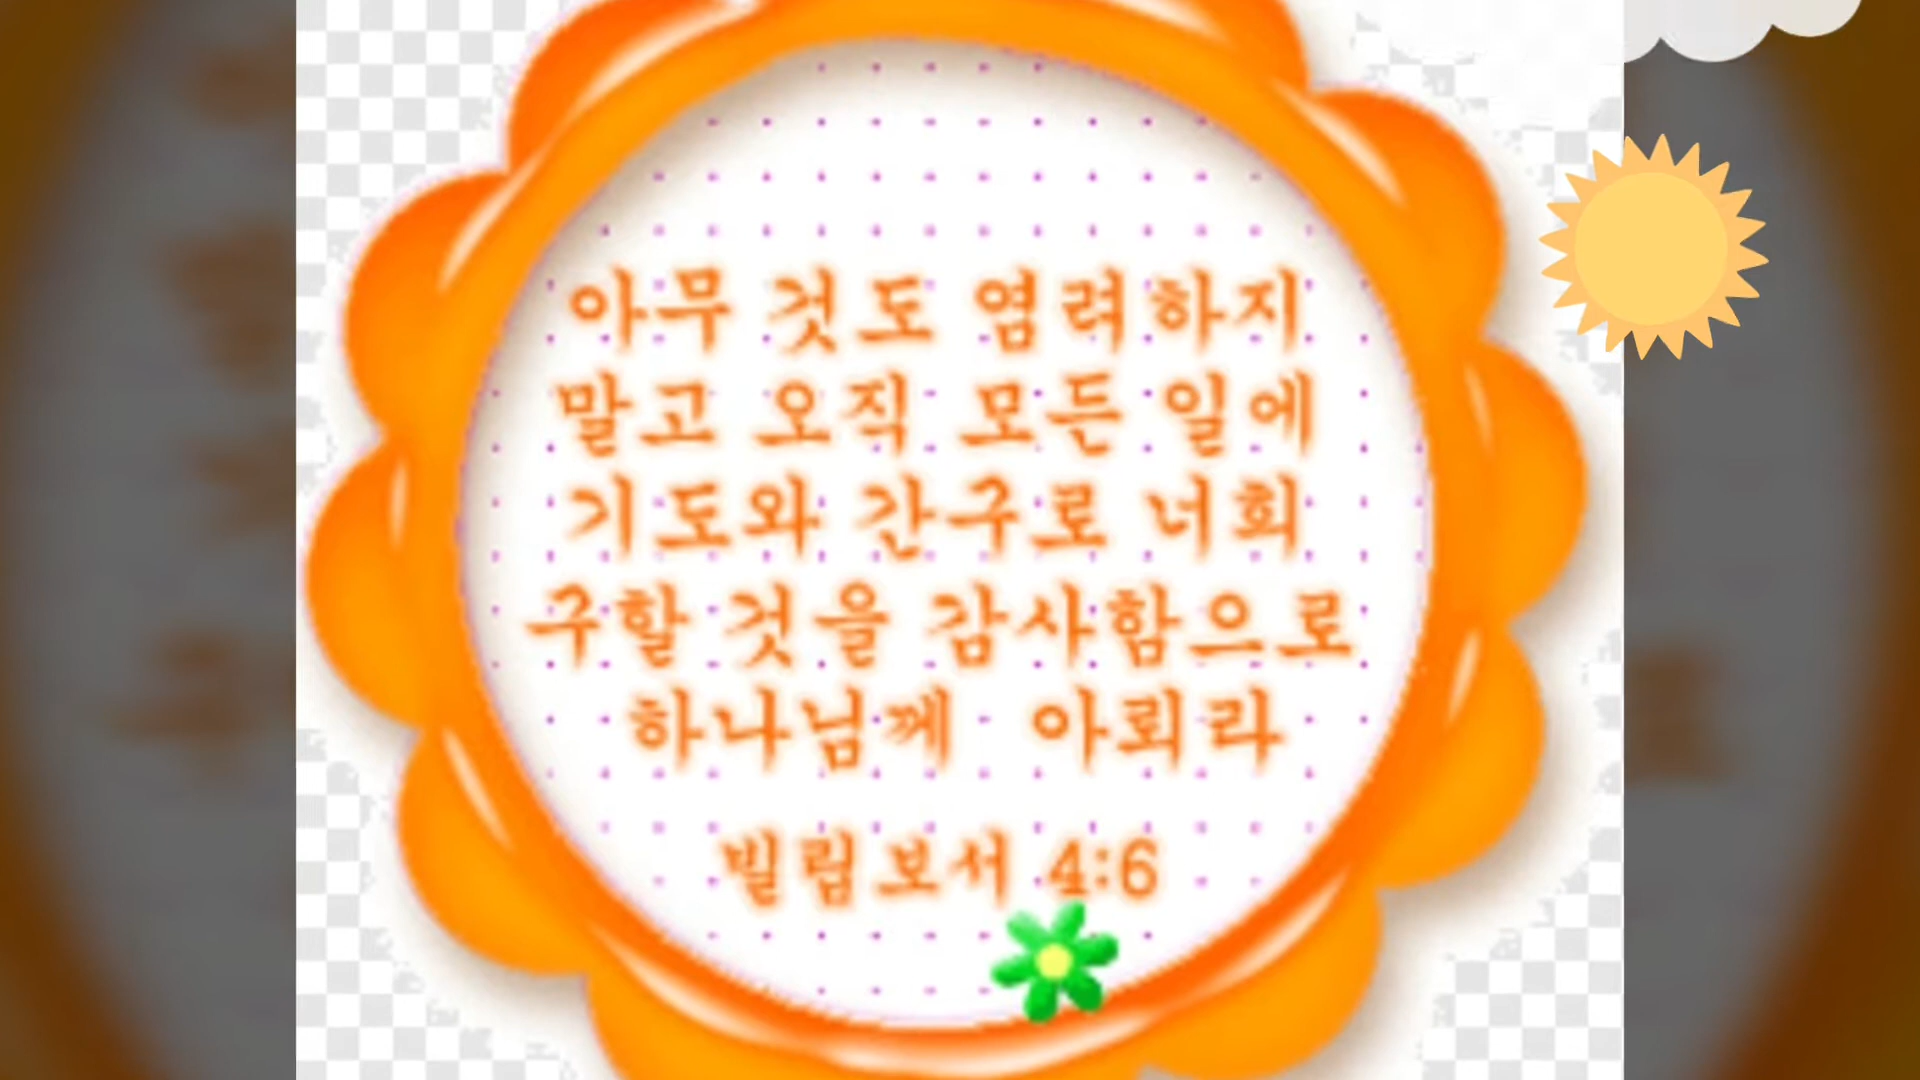 아무 것도 염려하지
말고 오직 모든 일에
기도와 간구로 너희
구할 것을 감사함으로
하나님께 아뢰라
빌립보서 4:6